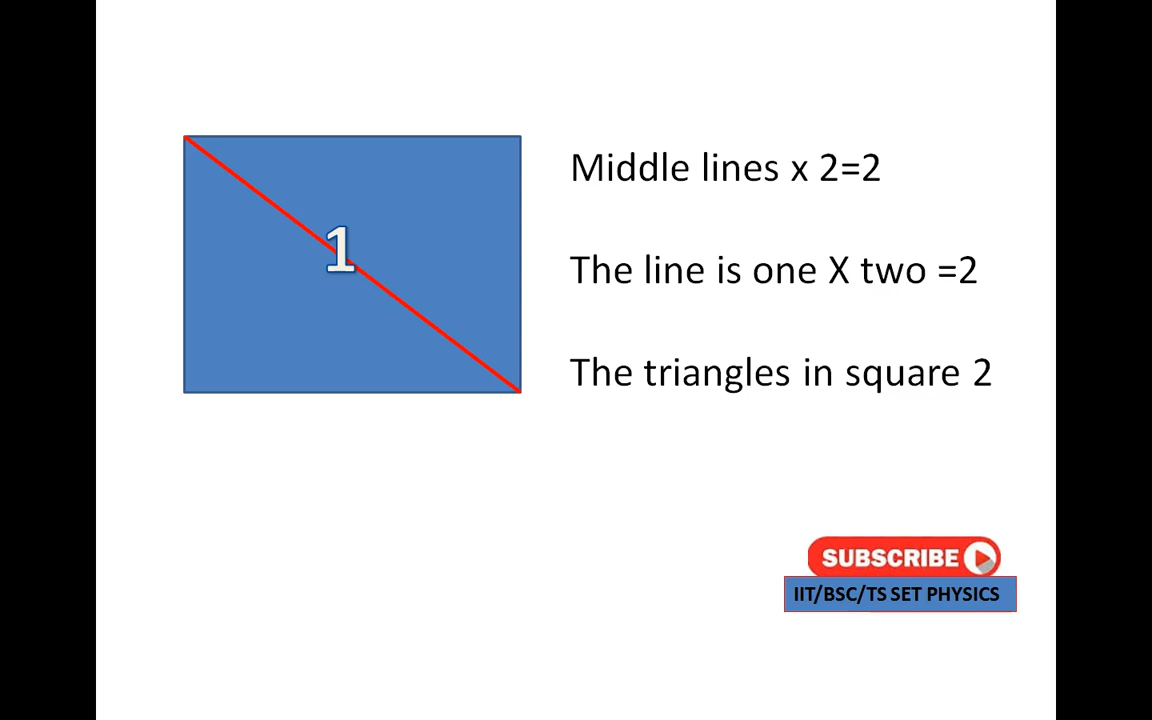 1
Middle lines x 2=2
The line is one X two =2
The triangles in square 2
SUBSCRIBE
IIT/BSC/TS SET PHYSICS